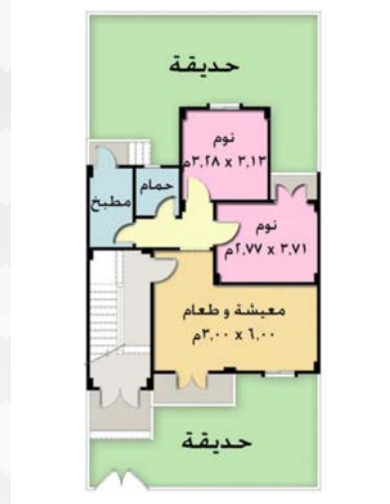 حديقة
نوم
٣,١٣ x ٣,٢٨م
حمام
مطبخ
نوم
٣,٧١ x ٢,٧٧م
معيشة و طعام
٦,٠٠ x ٣,٠٠م
حديقة